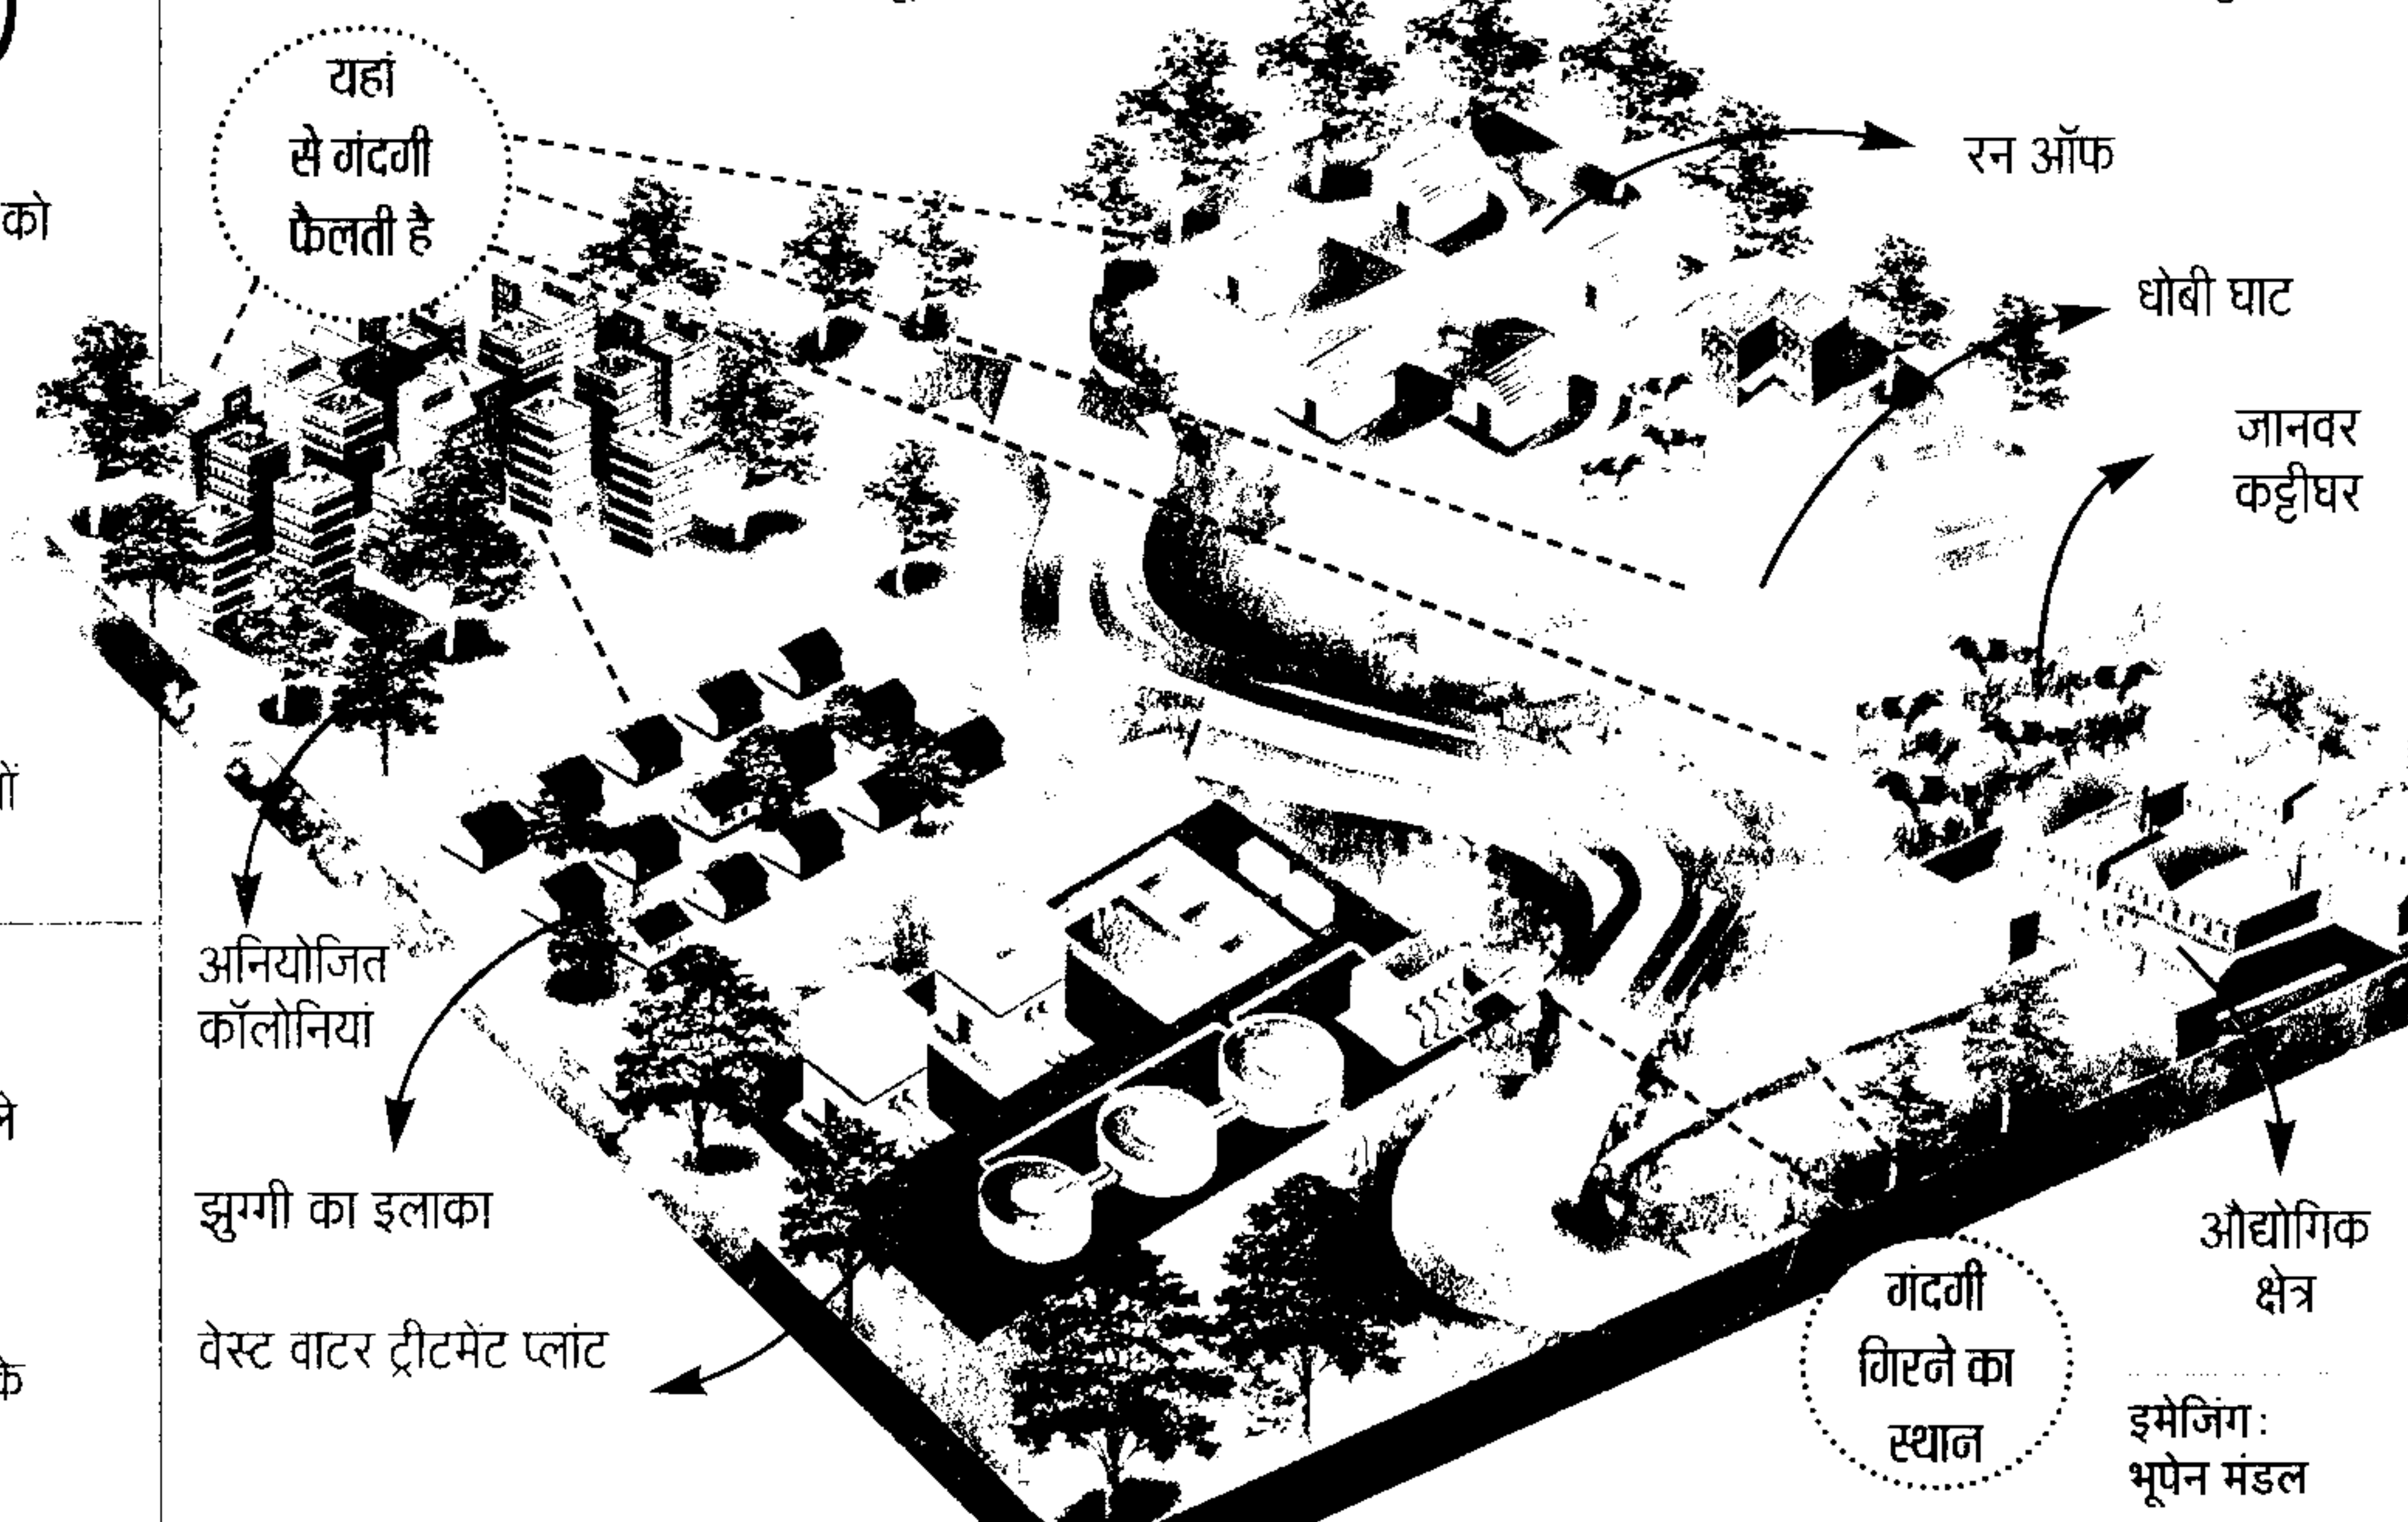 यहां
से गंदगी
फैलती है
रन ऑफ
धोबी घाट
जानवर
कट्टीघर
को
अनियोजित
कॉलोनियां
झुग्गी का इलाका
वेस्ट वाटर ट्रीटमेंट प्लांट
औद्योगिक
क्षेत्र
गंदगी
गिरने का
स्थान
इमेजिंग:
भूपेन मंडल